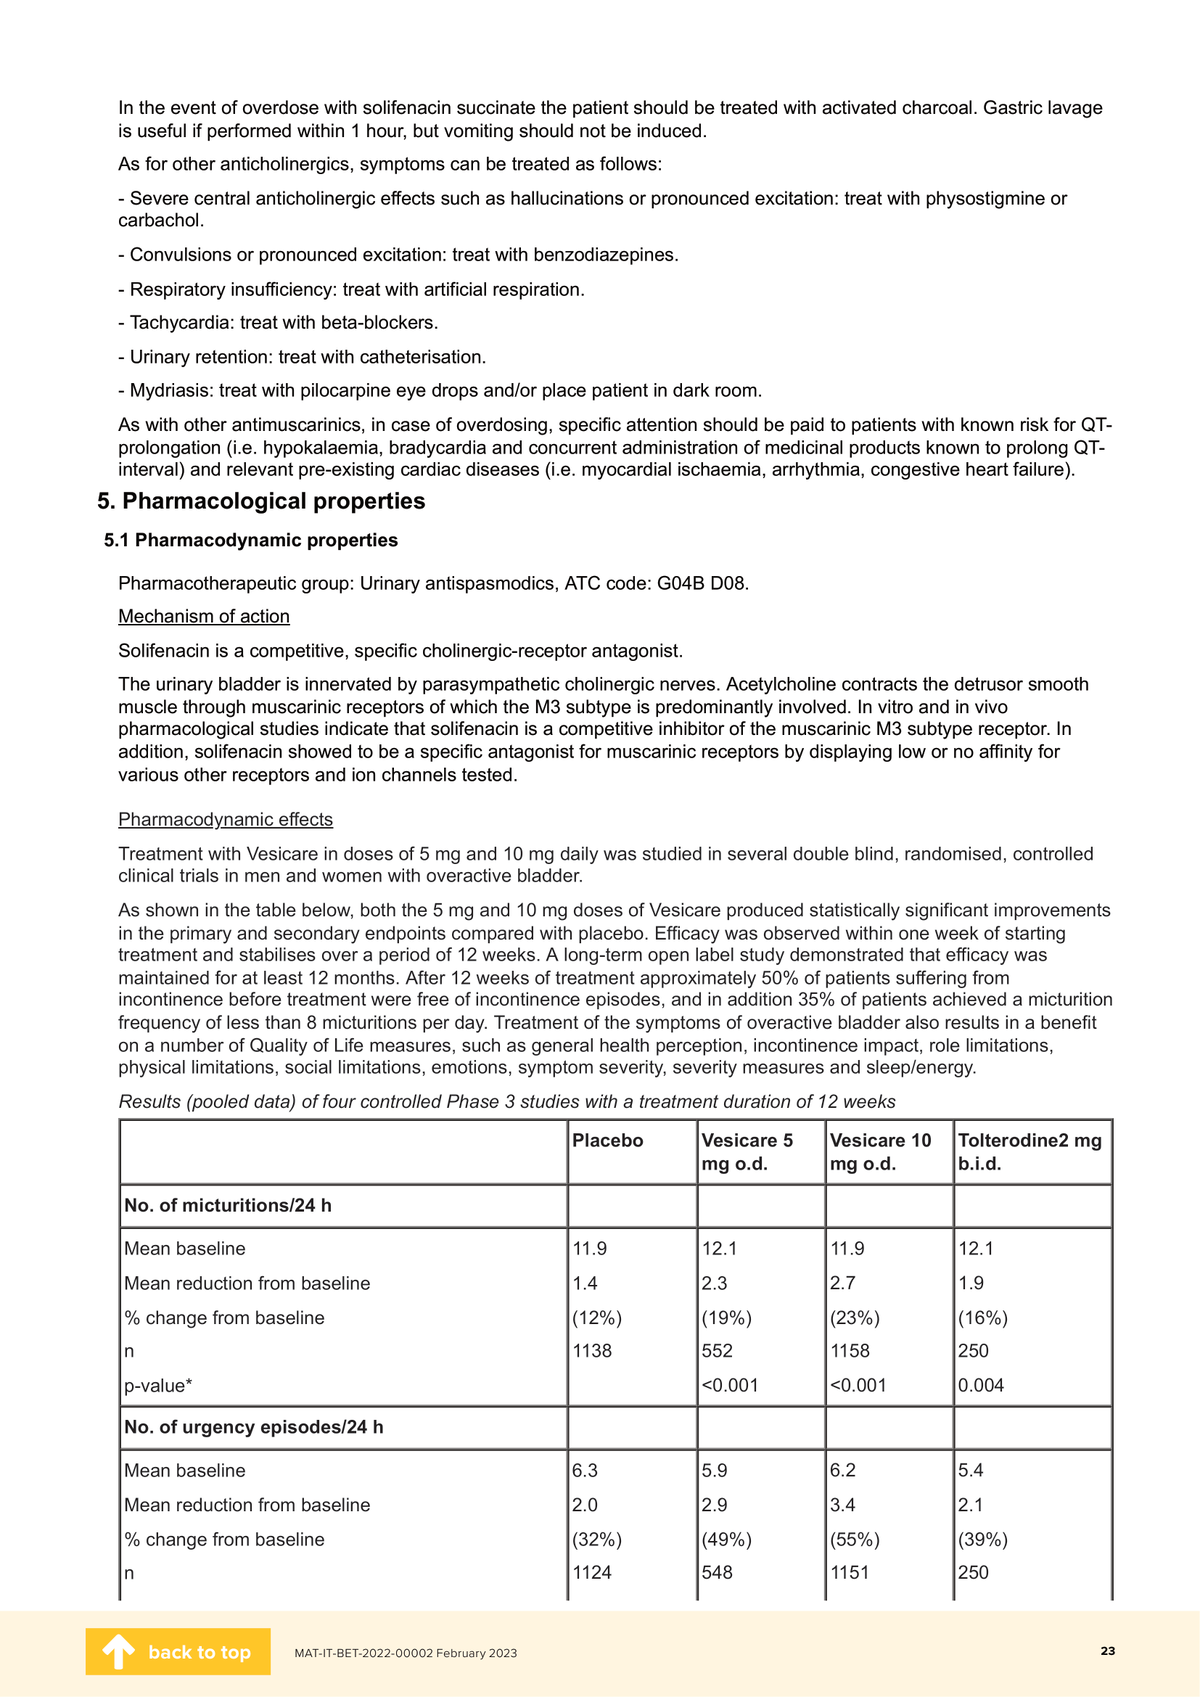 In the event of overdose with solifenacin succinate the patient should be treated with activated charcoal. Gastric lavage
is useful if performed within 1 hour, but vomiting should not be induced.
As for other anticholinergics, symptoms can be treated as follows:
- Severe central anticholinergic effects such as hallucinations or pronounced excitation: treat with physostigmine or
carbachol.
- Convulsions or pronounced excitation: treat with benzodiazepines.
- Respiratory insufficiency: treat with artificial respiration.
- Tachycardia: treat with beta-blockers.
- Urinary retention: treat with catheterisation.
- Mydriasis: treat with pilocarpine eye drops and/or place patient in dark room.
As with other antimuscarinics, in case of overdosing, specific attention should be paid to patients with known risk for QT-
prolongation (i.e. hypokalaemia, bradycardia and concurrent administration of medicinal products known to prolong QT-
interval) and relevant pre-existing cardiac diseases (i.e. myocardial ischaemia, arrhythmia, congestive heart failure).
5. Pharmacological properties
5.1 Pharmacodynamic properties
Pharmacotherapeutic group: Urinary antispasmodics, ATC code: G04B D08.
Mechanism of action
Solifenacin is a competitive, specific cholinergic-receptor antagonist.
The urinary bladder is innervated by parasympathetic cholinergic nerves. Acetylcholine contracts the detrusor smooth
muscle through muscarinic receptors of which the M3 subtype is predominantly involved. In vitro and in vivo
pharmacological studies indicate that solifenacin is a competitive inhibitor of the muscarinic M3 subtype receptor. In
addition, solifenacin showed to be a specific antagonist for muscarinic receptors by displaying low or no affinity for
various other receptors and ion channels tested.
Pharmacodynamic effects
Treatment with Vesicare in doses of 5 mg and 10 mg daily was studied in several double blind, randomised, controlled
clinical trials in men and women with overactive bladder.
As shown in the table below, both the 5 mg and 10 mg doses of Vesicare produced statistically significant improvements
in the primary and secondary endpoints compared with placebo. Efficacy was observed within one week of starting
treatment and stabilises over a period of 12 weeks. A long-term open label study demonstrated that efficacy was
maintained for at least 12 months. After 12 weeks of treatment approximately 50% of patients suffering from
incontinence before treatment were free of incontinence episodes, and in addition 35% of patients achieved a micturition
frequency of less than 8 micturitions per day. Treatment of the symptoms of overactive bladder also results in a benefit
on a number of Quality of Life measures, such as general health perception, incontinence impact, role limitations,
physical limitations, social limitations, emotions, symptom severity, severity measures and sleep/energy.
Results (pooled data) of four controlled Phase 3 studies with a treatment duration of 12 weeks
Placebo Vesicare 5 Vesicare 10 Tolterodine2 mg
mg o.d. mg o.d. b.i.d.
No. of micturitions/24 h
Mean baseline 11.9 12.1 11.9 12.1
Mean reduction from baseline 1.4 2.3 2.7 1.9
% change from baseline (12%) (19%) (23%) (16%)
n 1138 552 1158 250
p-value* <0.001 <0.001 0.004
No. of urgency episodes/24 h
Mean baseline 6.3 5.9 6.2 5.4
Mean reduction from baseline 2.0 2.9 3.4 2.1
% change from baseline (32%) (49%) (55%) (39%)
n 1124 548 1151 250
back to top MAT-IT-BET-2022-00002 February 2023 23